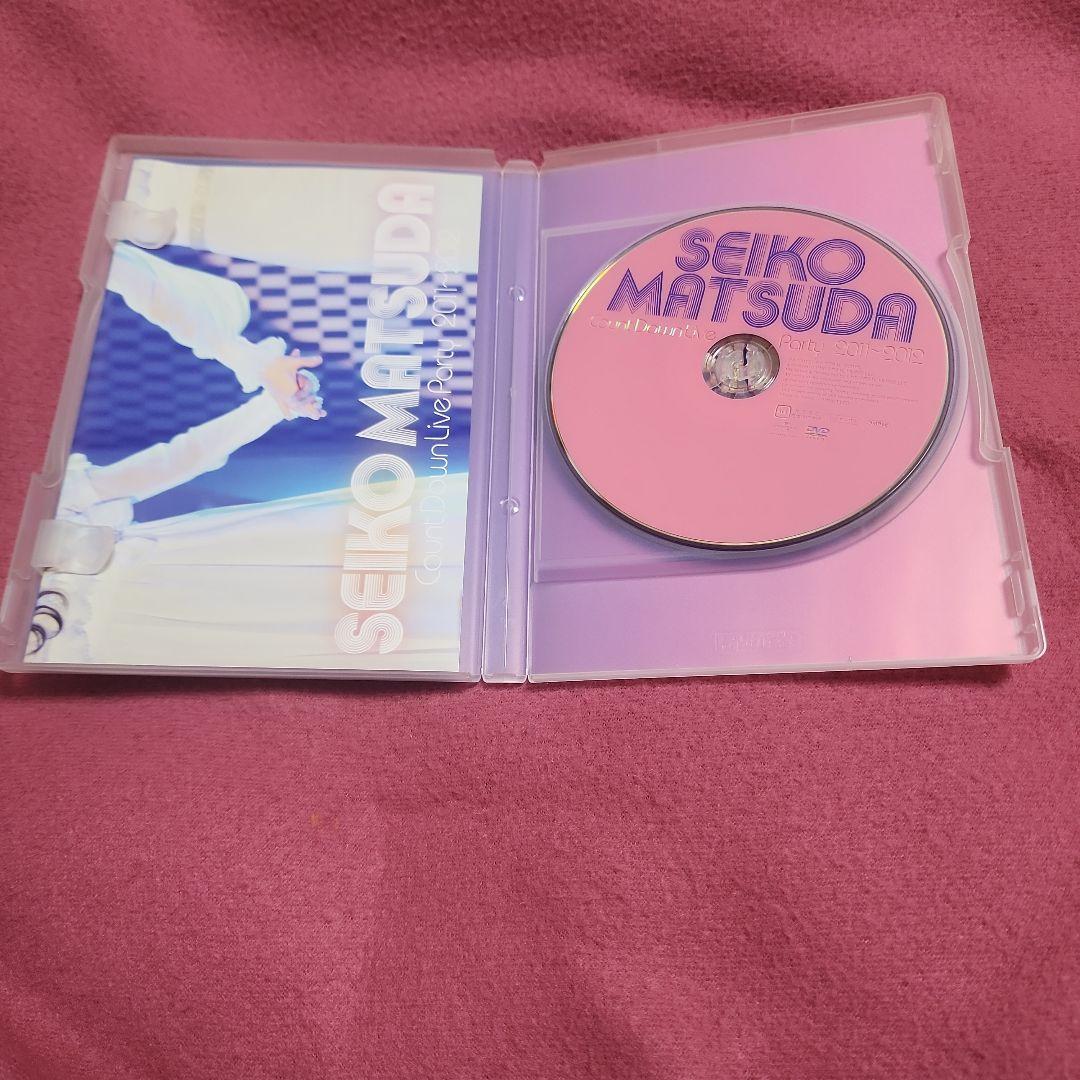 SEIKO MATSUDA
Count Down Live Party 2011~2012
SEIKO
MATSUDA
Count Down Live Party 2011~2012
DVD